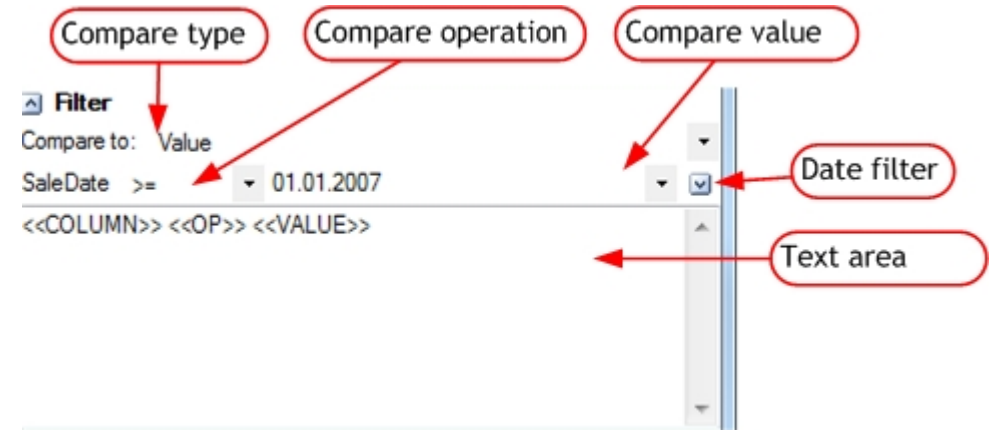 Compare type Compare operation Compare value
Filter
Compare to: Value
SaleDate >= 01.01.2007 Date filter
<<COLUMN>> <<OP>> <<VALUE>>
Text area